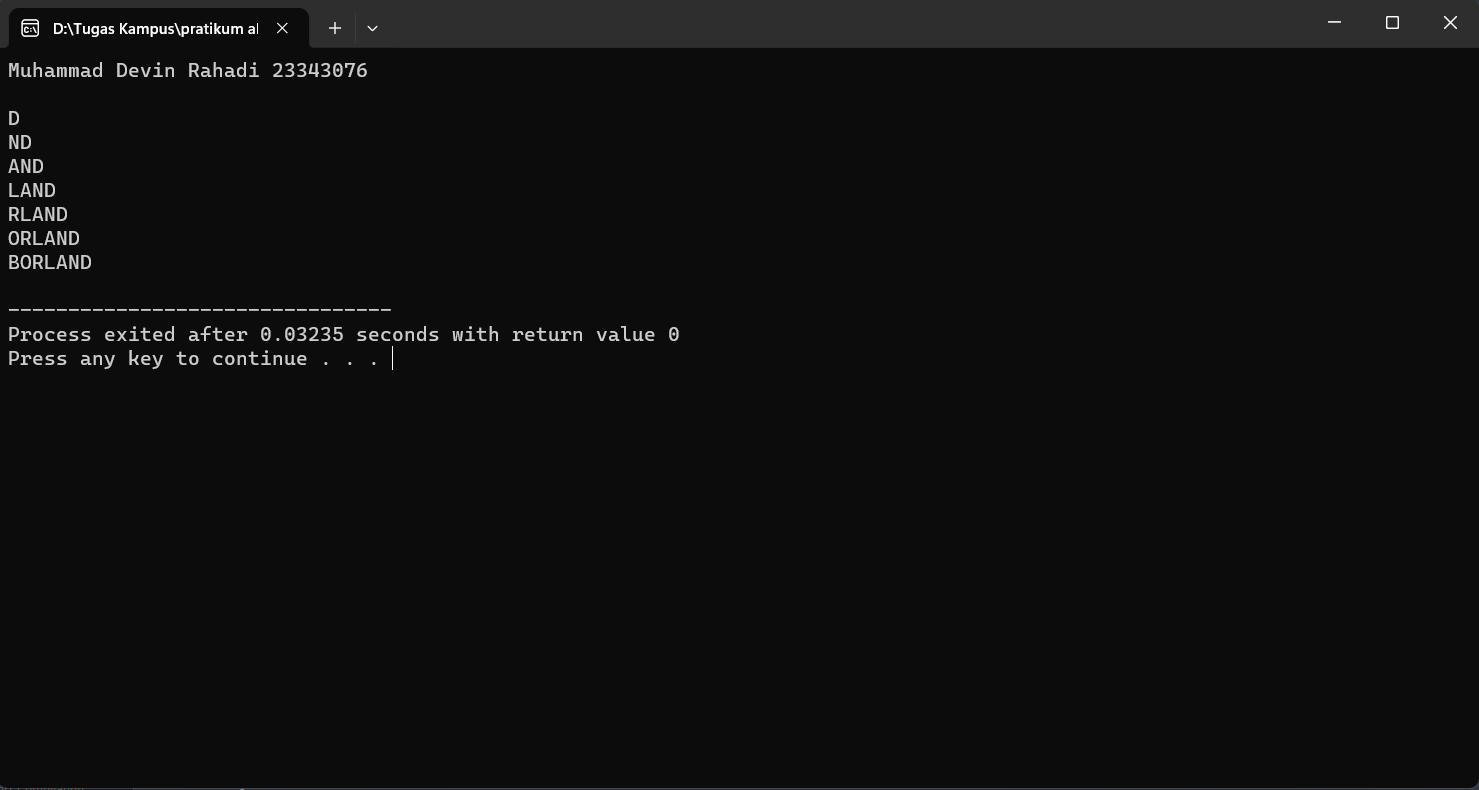 D:\Tugas Kampus\pratikum al
Muhammad Devin Rahadi 23343076
D
ND
AND
LAND
RLAND
ORLAND
BORLAND
--------------------------------
Process exited after 0.03235 seconds with return value 0
Press any key to continue . . .